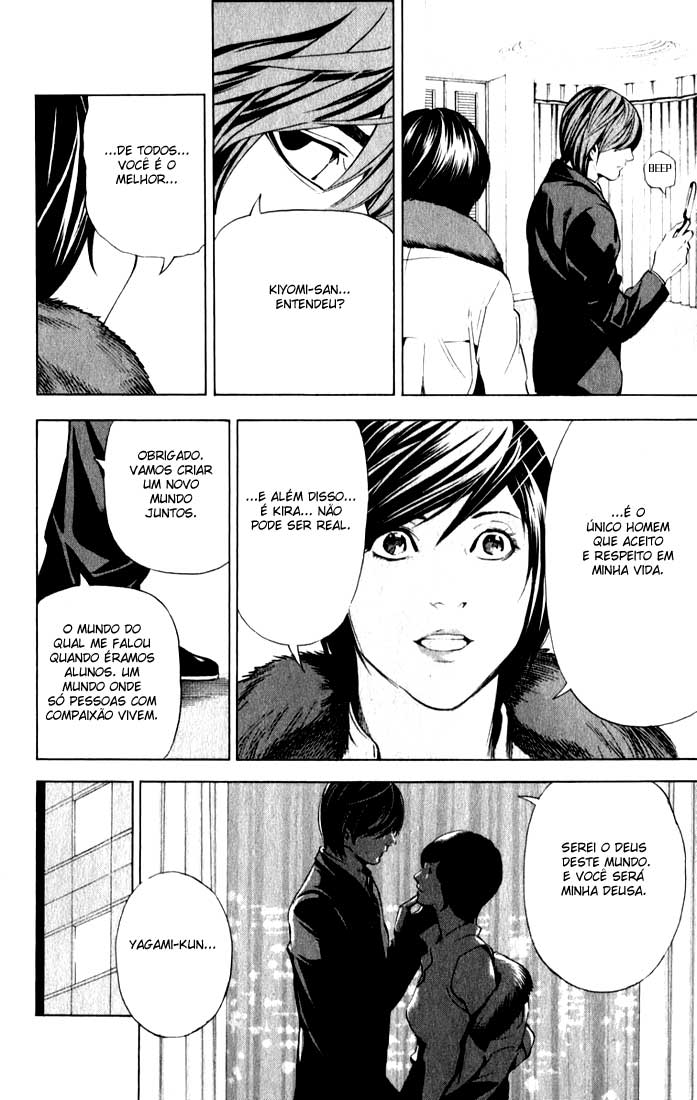 BEEP
KIYOMI-SAN...
ENTENDEU?
...DE TODOS...
VOCÊ É O
MELHOR...
...É O
ÚNICO HOMEM
QUE ACEITO
E RESPEITO EM
MINHA VIDA.
...E ALÉM DISSO...
É KIRA... NÃO
PODE SER REAL.
OBRIGADO.
VAMOS CRIAR
UM NOVO
MUNDO
JUNTOS.
O MUNDO DO
QUAL ME FALOU
QUANDO ÉRAMOS
ALUNOS. UM
MUNDO ONDE
SÓ PESSOAS COM
COMPAIXÃO VIVEM.
SEREI O DEUS
DESTE MUNDO.
E VOCÊ SERÁ
MINHA DEUSA.
YAGAMI-KUN...